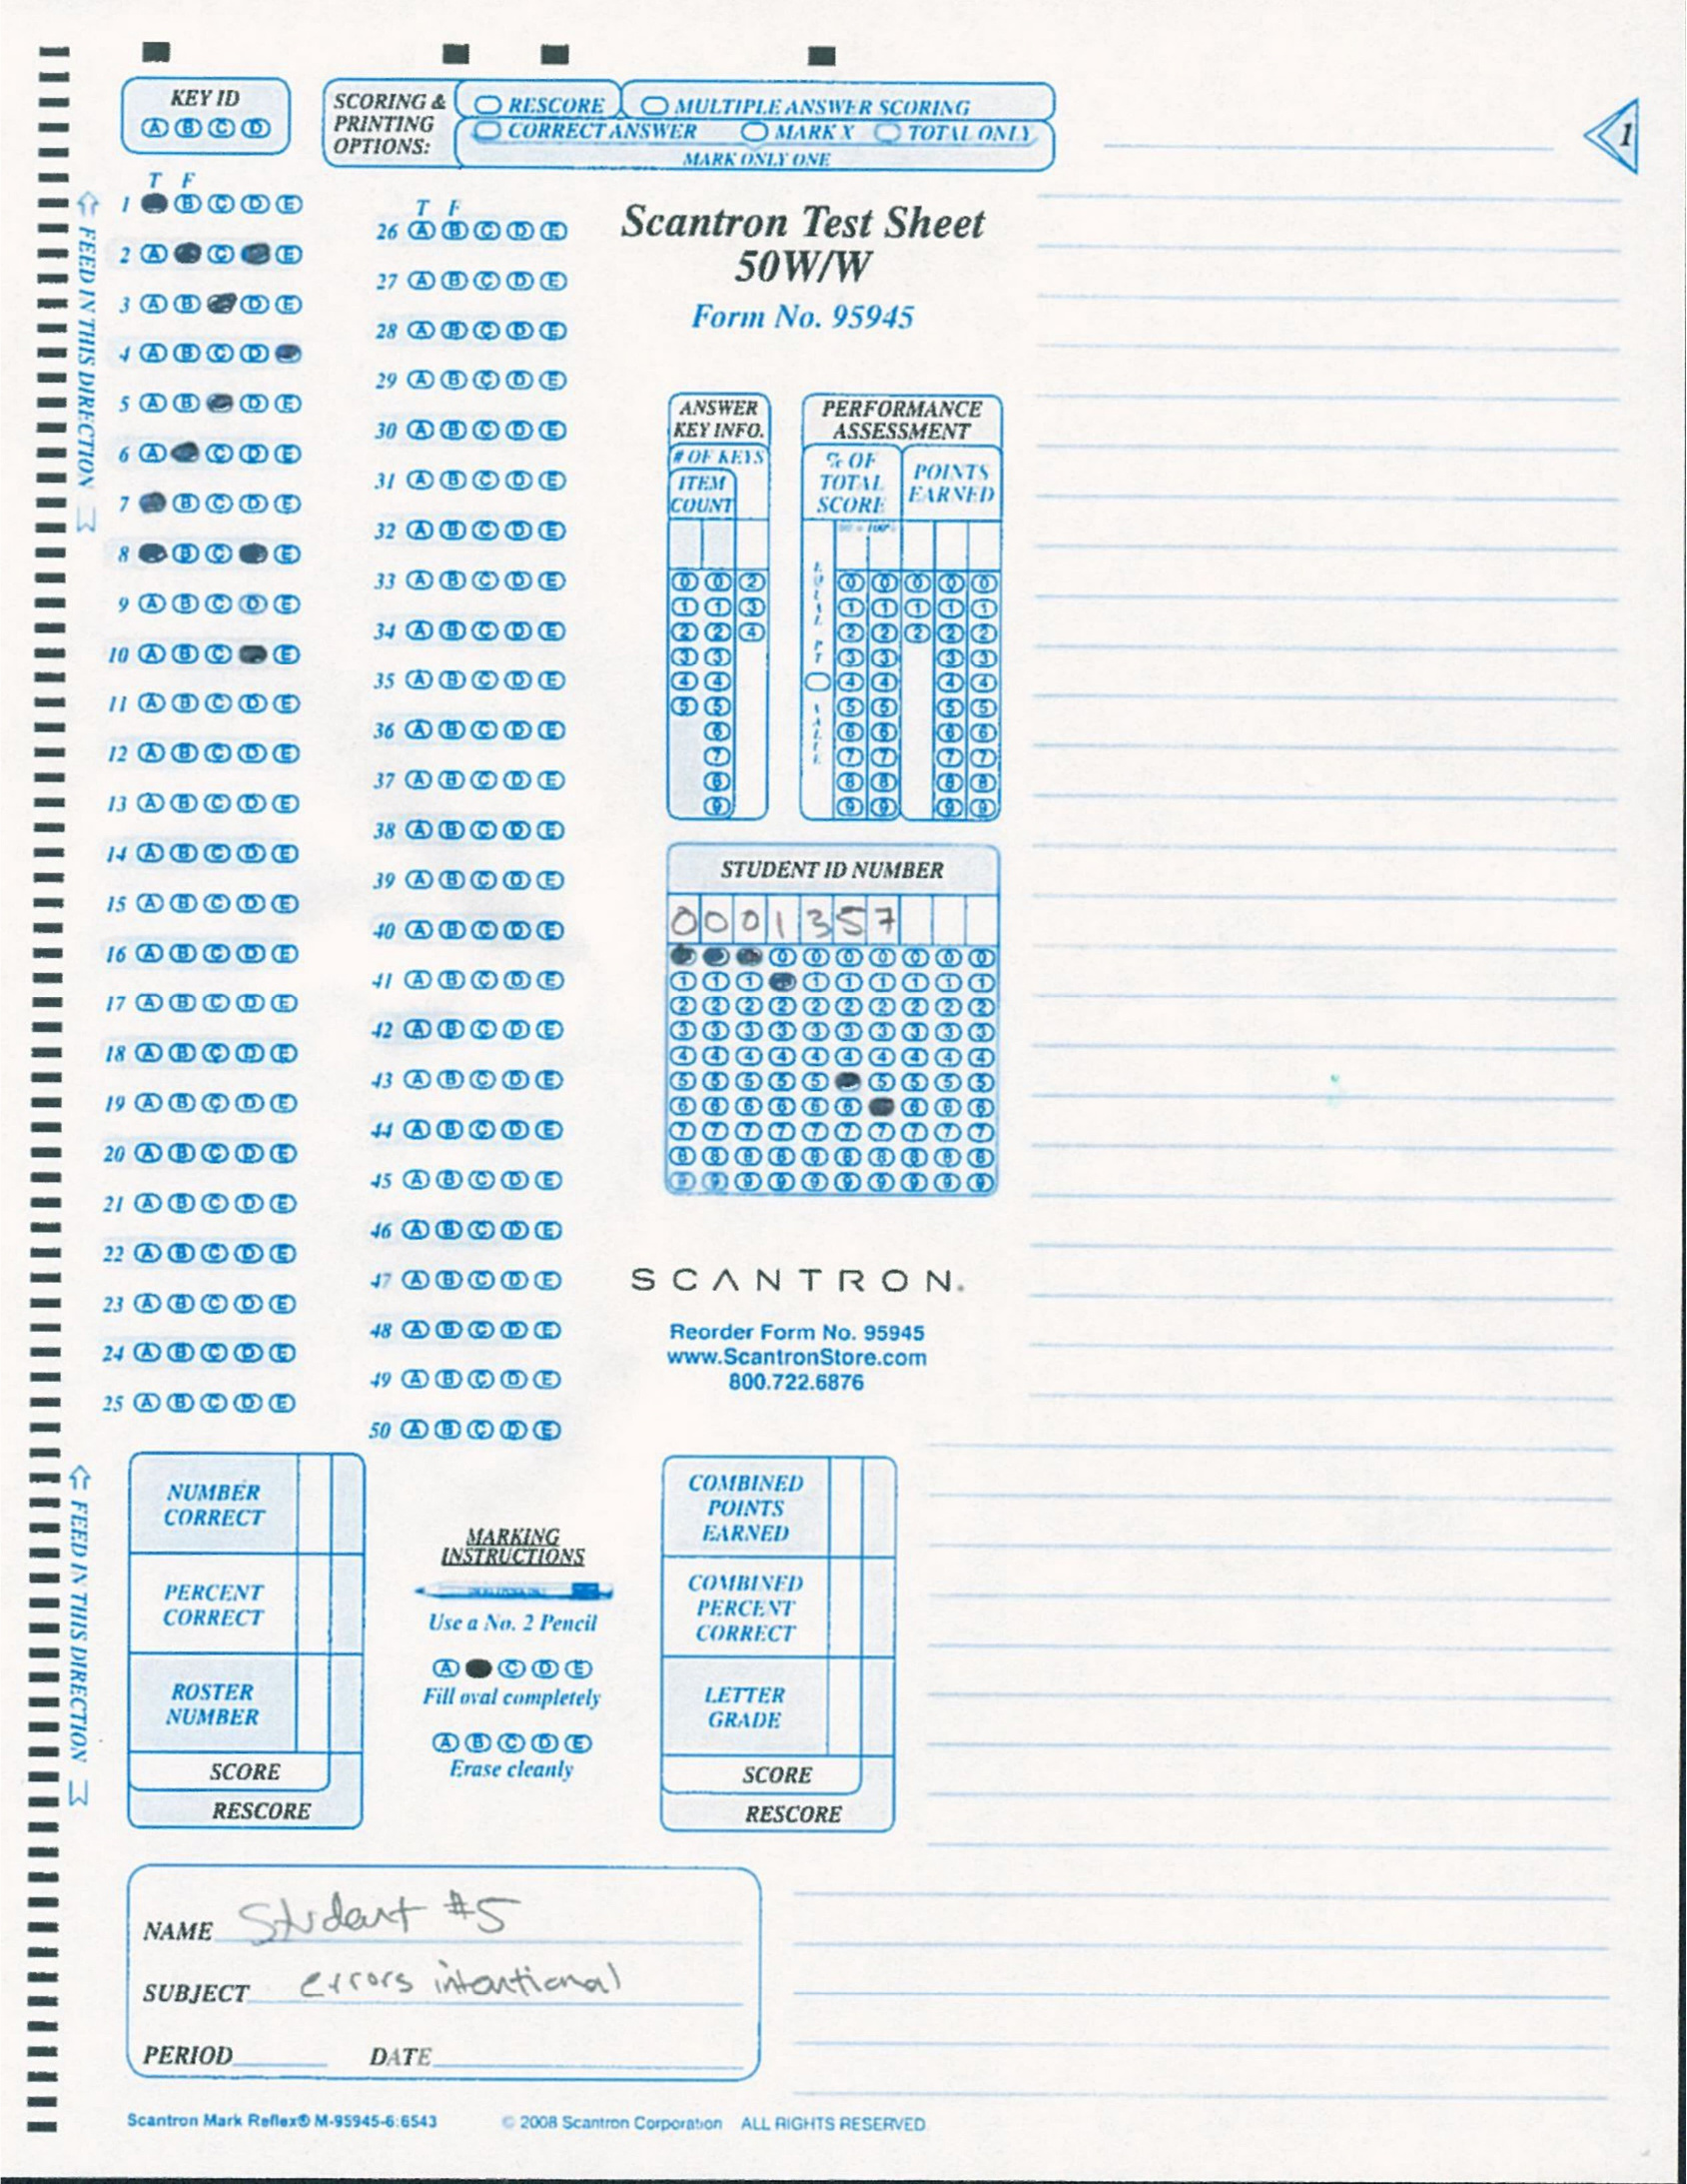 KEY ID
A B C D
SCORING & PRINTING OPTIONS:
RESCORE MULTIPLE ANSWER SCORING
CORRECT ANSWER MARK X TOTAL ONLY
MARK ONLY ONE
1
FEED IN THIS DIRECTION
T F
1 B C D E
2 A C E
3 A B D E
4 A B C D
5 A B D E
6 A C D E
7 B C D E
8 B C E
9 A B C D E
10 A B C E
11 A B C D E
12 A B C D E
13 A B C D E
14 A B C D E
15 A B C D E
16 A B C D E
17 A B C D E
18 A B C D E
19 A B C D E
20 A B C D E
21 A B C D E
22 A B C D E
23 A B C D E
24 A B C D E
25 A B C D E
T F
26 A B C D E
27 A B C D E
28 A B C D E
29 A B C D E
30 A B C D E
31 A B C D E
32 A B C D E
33 A B C D E
34 A B C D E
35 A B C D E
36 A B C D E
37 A B C D E
38 A B C D E
39 A B C D E
40 A B C D E
41 A B C D E
42 A B C D E
43 A B C D E
44 A B C D E
45 A B C D E
46 A B C D E
47 A B C D E
48 A B C D E
49 A B C D E
50 A B C D E
Scantron Test Sheet
50W/W
Form No. 95945
ANSWER
KEY INFO.
# OF KEYS
ITEM
COUNT
0 0 2
1 1 3
2 2 4
3 3
4 4
5 5
6
7
8
9
PERFORMANCE
ASSESSMENT
% OF
TOTAL
SCORE
POINTS
EARNED
EQUAL PT VALUE
0 0 0 0 0
1 1 1 1 1
2 2 2 2 2
3 3 3 3
4 4 4 4
5 5 5 5
6 6 6 6
7 7 7 7
8 8 8 8
9 9 9 9
STUDENT ID NUMBER
0 0 0 1 3 5 7
0 0 0 0 0 0 0
1 1 1 1 1 1 1 1 1
2 2 2 2 2 2 2 2 2 2
3 3 3 3 3 3 3 3 3 3
4 4 4 4 4 4 4 4 4 4
5 5 5 5 5 5 5 5 5
6 6 6 6 6 6 6 6 6
7 7 7 7 7 7 7 7 7 7
8 8 8 8 8 8 8 8 8 8
9 9 9 9 9 9 9 9 9 9
SCANTRON.
Reorder Form No. 95945
www.ScantronStore.com
800.722.6876
FEED IN THIS DIRECTION
NUMBER
CORRECT
PERCENT
CORRECT
ROSTER
NUMBER
SCORE
RESCORE
MARKING
INSTRUCTIONS
Use a No. 2 Pencil
A C D E
Fill oval completely
A B C D E
Erase cleanly
COMBINED
POINTS
EARNED
COMBINED
PERCENT
CORRECT
LETTER
GRADE
SCORE
RESCORE
NAME Student #5
SUBJECT errors intentional
PERIOD DATE
Scantron Mark Reflex® M-95945-6:6543 © 2008 Scantron Corporation ALL RIGHTS RESERVED